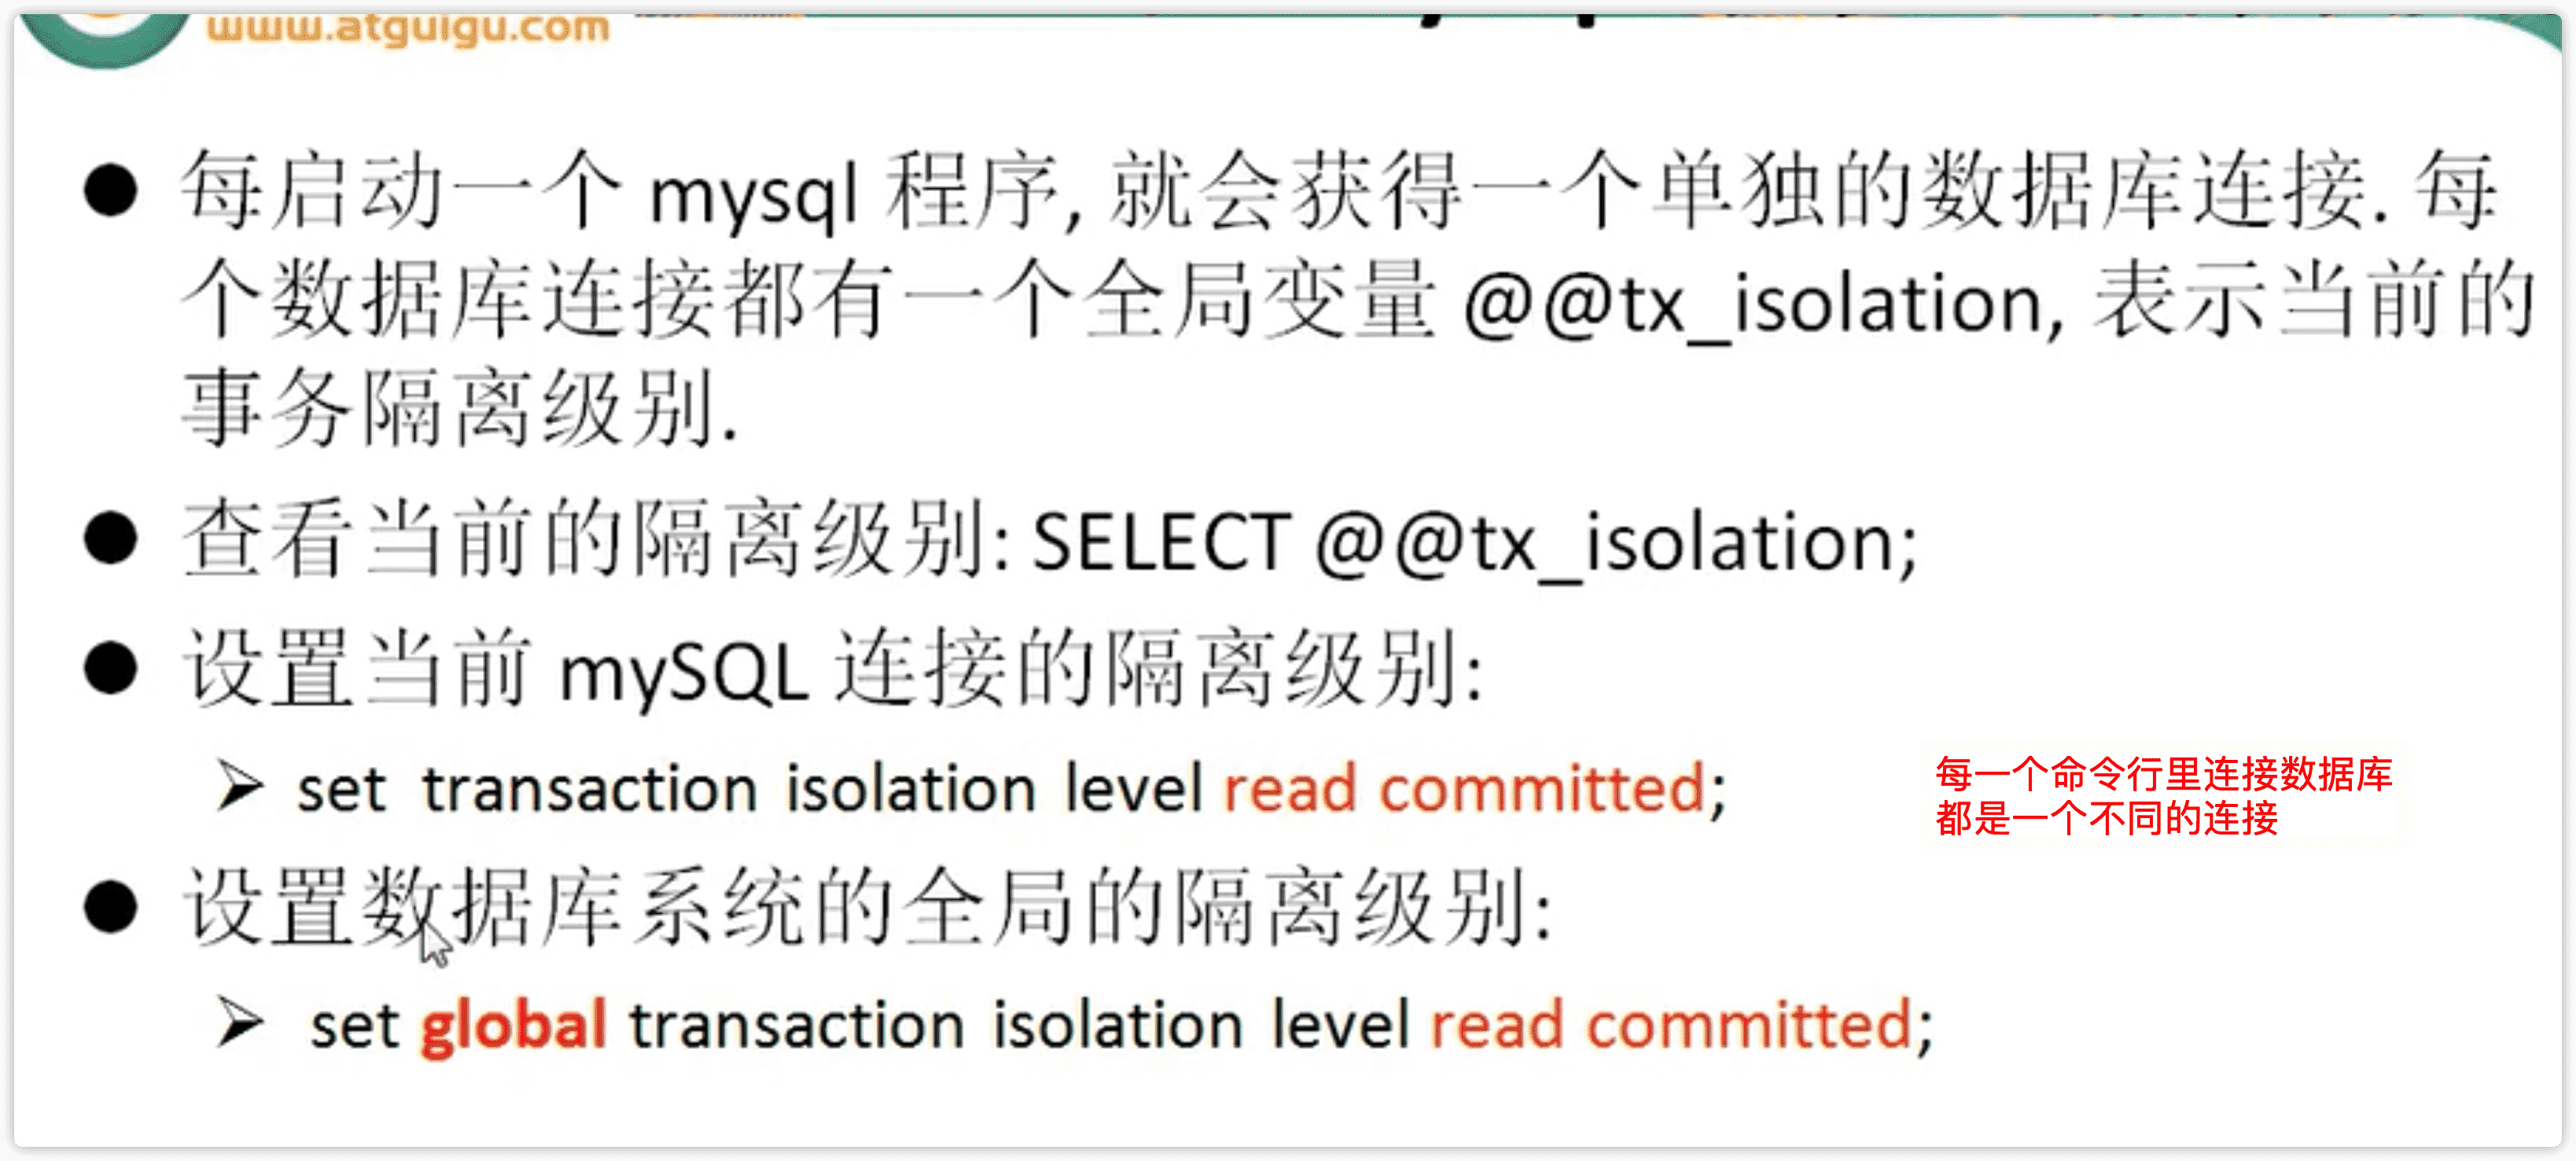 www.atguigu.com
每启动一个 mysql 程序, 就会获得一个单独的数据库连接. 每
个数据库连接都有一个全局变量 @@tx_isolation, 表示当前的
事务隔离级别.
查看当前的隔离级别: SELECT @@tx_isolation;
设置当前 mySQL 连接的隔离级别:
set transaction isolation level read committed;
每一个命令行里连接数据库
都是一个不同的连接
设置数据库系统的全局的隔离级别:
set global transaction isolation level read committed;